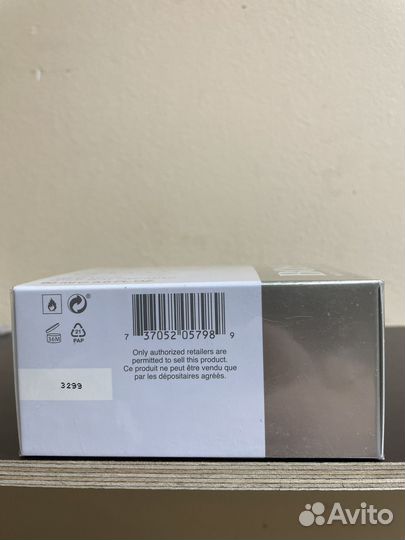 7 37052 05798 9
36M
21
PAP
Only authorized retailers are
permitted to sell this product.
Ce produit ne peut être vendu que
par les dépositaires agréés.
3299
Avito